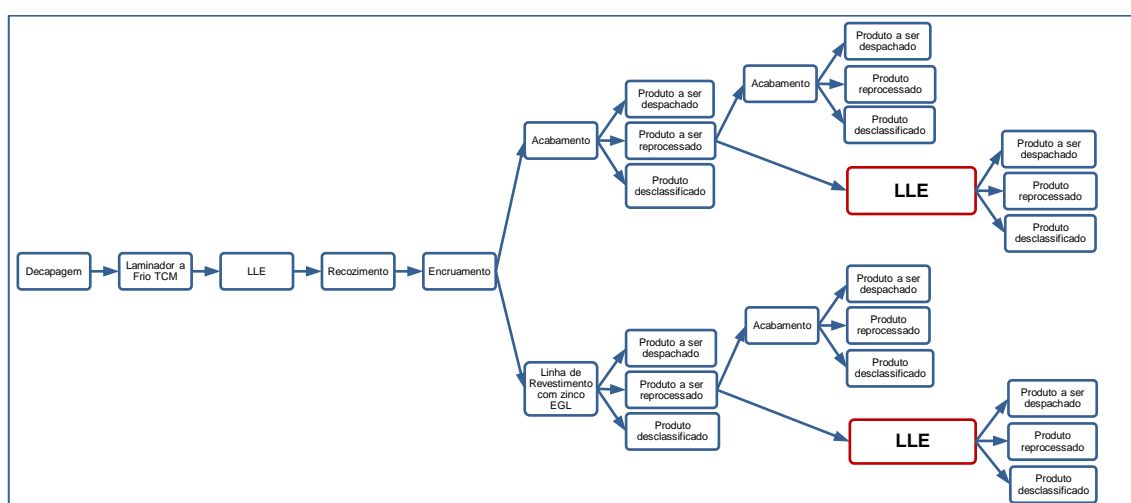 Decapagem
Laminador a
Frio TCM
LLE
Recozimento
Encruamento
Acabamento
Produto a ser
despachado
Produto a ser
reprocessado
Produto
desclassificado
Acabamento
Produto a ser
despachado
Produto
reprocessado
Produto
desclassificado
LLE
Produto a ser
despachado
Produto
reprocessado
Produto
desclassificado
Linha de
Revestimento
com zinco
EGL
Produto a ser
despachado
Produto a ser
reprocessado
Produto
desclassificado
Acabamento
Produto a ser
despachado
Produto
reprocessado
Produto
desclassificado
LLE
Produto a ser
despachado
Produto
reprocessado
Produto
desclassificado